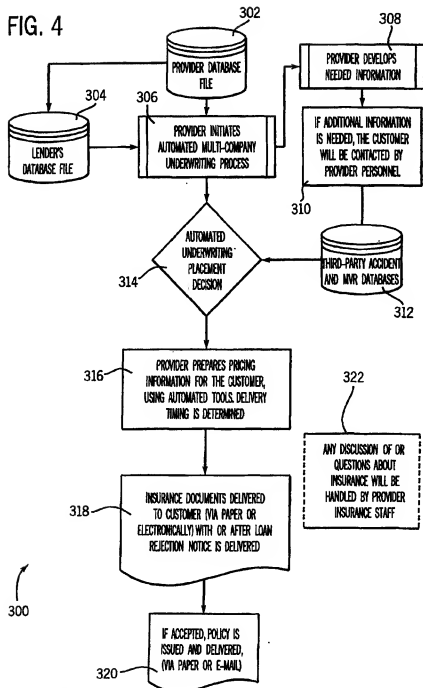 FIG. 4
302
PROVIDER DATABASE
FILE
308
PROVIDER DEVELOPS
NEEDED INFORMATION
304
LENDER'S
DATABASE FILE
306
PROVIDER INITIATES
AUTOMATED MULTI-COMPANY
UNDERWRITING PROCESS
IF ADDITIONAL INFORMATION
IS NEEDED, THE CUSTOMER
WILL BE CONTACTED BY
PROVIDER PERSONNEL
310
AUTOMATED
UNDERWRITING
PLACEMENT
DECISION
314
THIRD-PARTY ACCIDENT
AND MVR DATABASES
312
316
PROVIDER PREPARES PRICING
INFORMATION FOR THE CUSTOMER,
USING AUTOMATED TOOLS. DELIVERY
TIMING IS DETERMINED
322
ANY DISCUSSION OF OR
QUESTIONS ABOUT
INSURANCE WILL BE
HANDLED BY PROVIDER
INSURANCE STAFF
318
INSURANCE DOCUMENTS DELIVERED
TO CUSTOMER (VIA PAPER OR
ELECTRONICALLY) WITH OR AFTER LOAN
REJECTION NOTICE IS DELIVERED
300
IF ACCEPTED, POLICY IS
ISSUED AND DELIVERED,
(VIA PAPER OR E-MAIL)
320